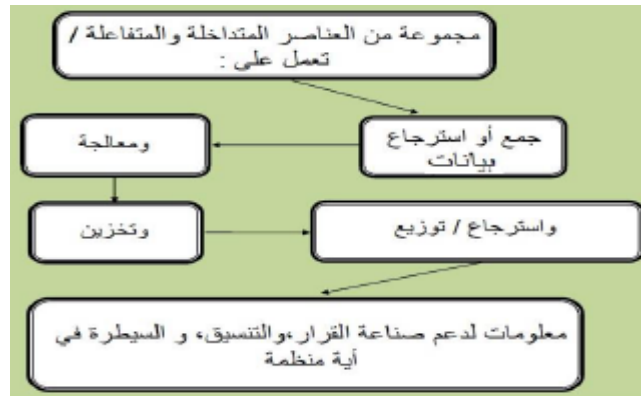 مجموعة من العناصر المتداخلة والمتفاعلة /
تعمل على :
جمع أو استرجاع
بيانات
ومعالجة
وتخزين
واسترجاع / توزيع
معلومات لدعم صناعة القرار ،والتنسيق، و السيطرة في
أية منظمة